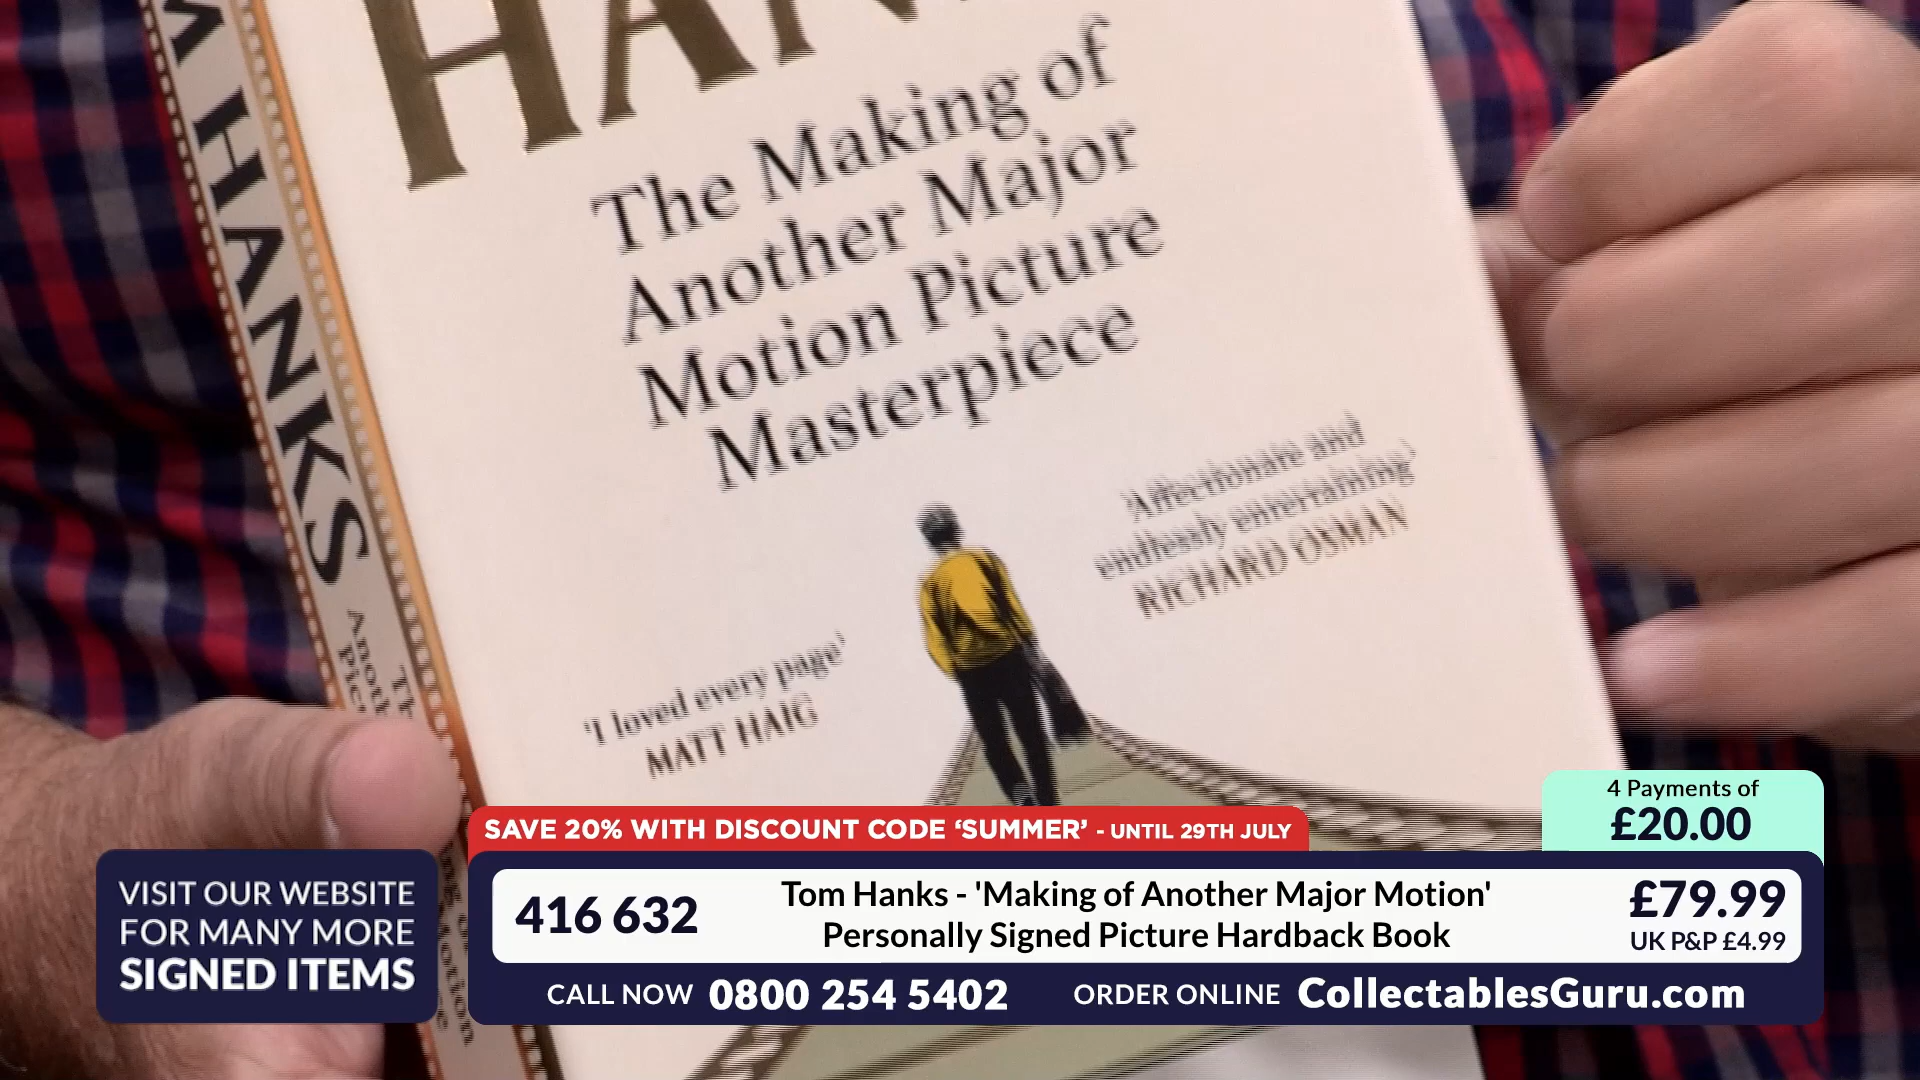 HANKS
HAN
The Making of
Another Major
Motion Picture
Masterpiece
'Affectionate and
endlessly entertaining'
RICHARD OSMAN
'I loved every page'
MATT HAIG
4 Payments of
£20.00
SAVE 20% WITH DISCOUNT CODE ‘SUMMER’ - UNTIL 29TH JULY
VISIT OUR WEBSITE
FOR MANY MORE
SIGNED ITEMS
416 632
Tom Hanks - 'Making of Another Major Motion'
Personally Signed Picture Hardback Book
£79.99
UK P&P £4.99
CALL NOW 0800 254 5402
ORDER ONLINE CollectablesGuru.com